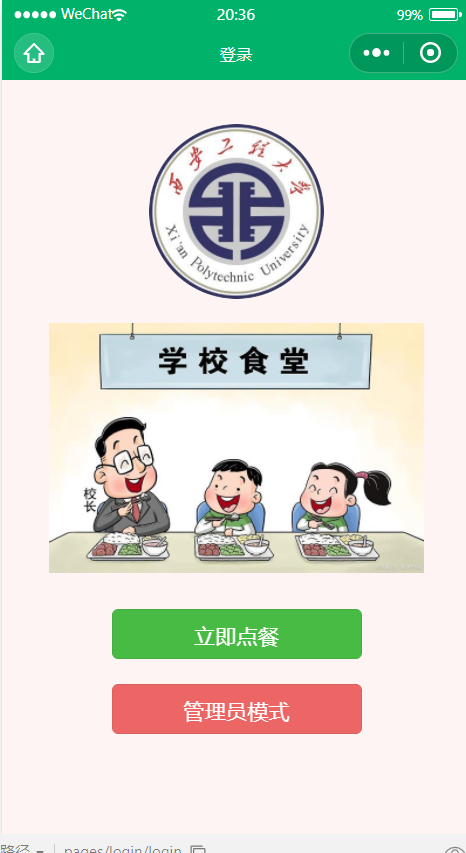 ●●●●● WeChat
20:36
99%
登录
西安工程大学
Xi'an Polytechnic University
学校食堂
校长
立即点餐
管理员模式
路径
pages/login/login